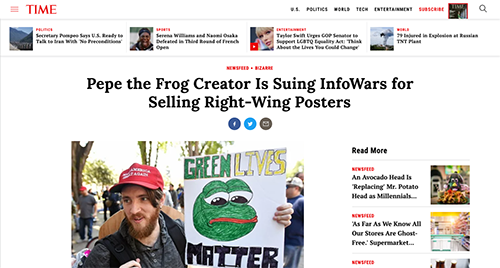 TIME
U.S. POLITICS WORLD TECH ENTERTAINMENT SUBSCRIBE
POLITICS
Secretary Pompeo Says U.S. Ready to
Talk to Iran With 'No Preconditions'
SPORTS
Serena Williams and Naomi Osaka
Defeated in Third Round of French
Open
ENTERTAINMENT
Taylor Swift Urges GOP Senator to
Support LGBTQ Equality Act: 'Think
About the Lives You Could Change'
WORLD
79 Injured in Explosion at Russian
TNT Plant
NEWSFEED • BIZARRE
Pepe the Frog Creator Is Suing InfoWars for
Selling Right-Wing Posters
GREEN LIVES
MATTER
Read More
NEWSFEED
An Avocado Head Is
'Replacing' Mr. Potato
Head as Millennials...
NEWSFEED
'As Far As We Know All
Our Stores Are Ghost-
Free.' Supermarket...
NEWSFEED